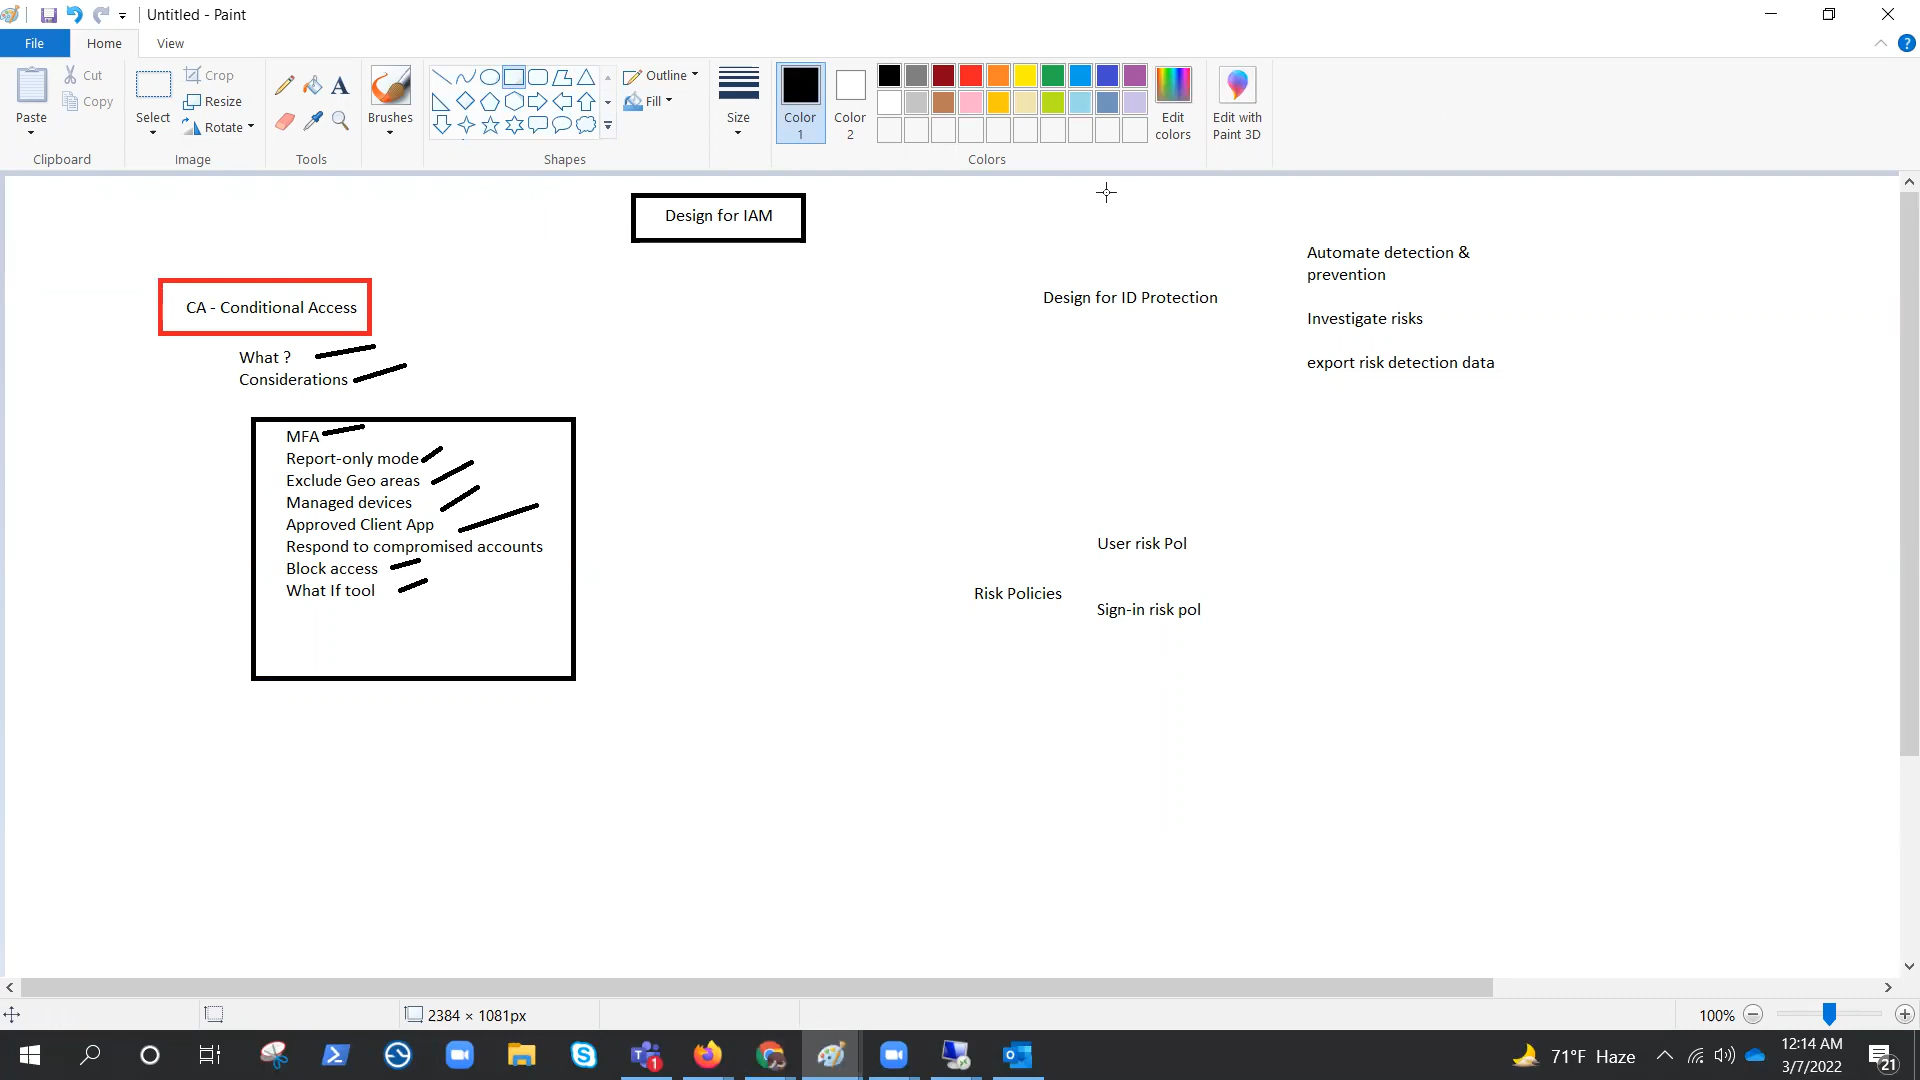 Untitled - Paint
File
Home
View
Paste
Cut
Copy
Clipboard
Select
Crop
Resize
Rotate
Image
Tools
Brushes
Shapes
Outline
Fill
Size
Color 1
Color 2
Edit colors
Colors
Edit with Paint 3D
Design for IAM
CA - Conditional Access
What ?
Considerations
MFA
Report-only mode
Exclude Geo areas
Managed devices
Approved Client App
Respond to compromised accounts
Block access
What If tool
Design for ID Protection
Automate detection &
prevention
Investigate risks
export risk detection data
User risk Pol
Risk Policies
Sign-in risk pol
2384 × 1081px
100%
1
71°F Haze
12:14 AM
3/7/2022
21